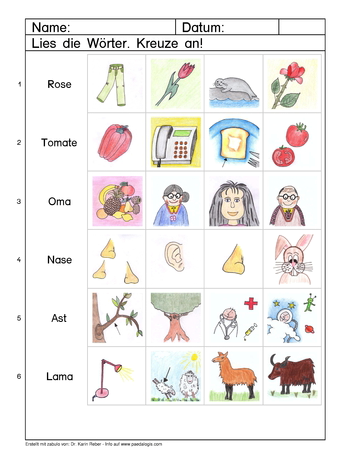 Name: Datum:
Lies die Wörter. Kreuze an!
1 Rose
2 Tomate
3 Oma
4 Nase
5 Ast
6 Lama
Erstellt mit zabulo von: Dr. Karin Reber - Info auf www.paedalogis.com